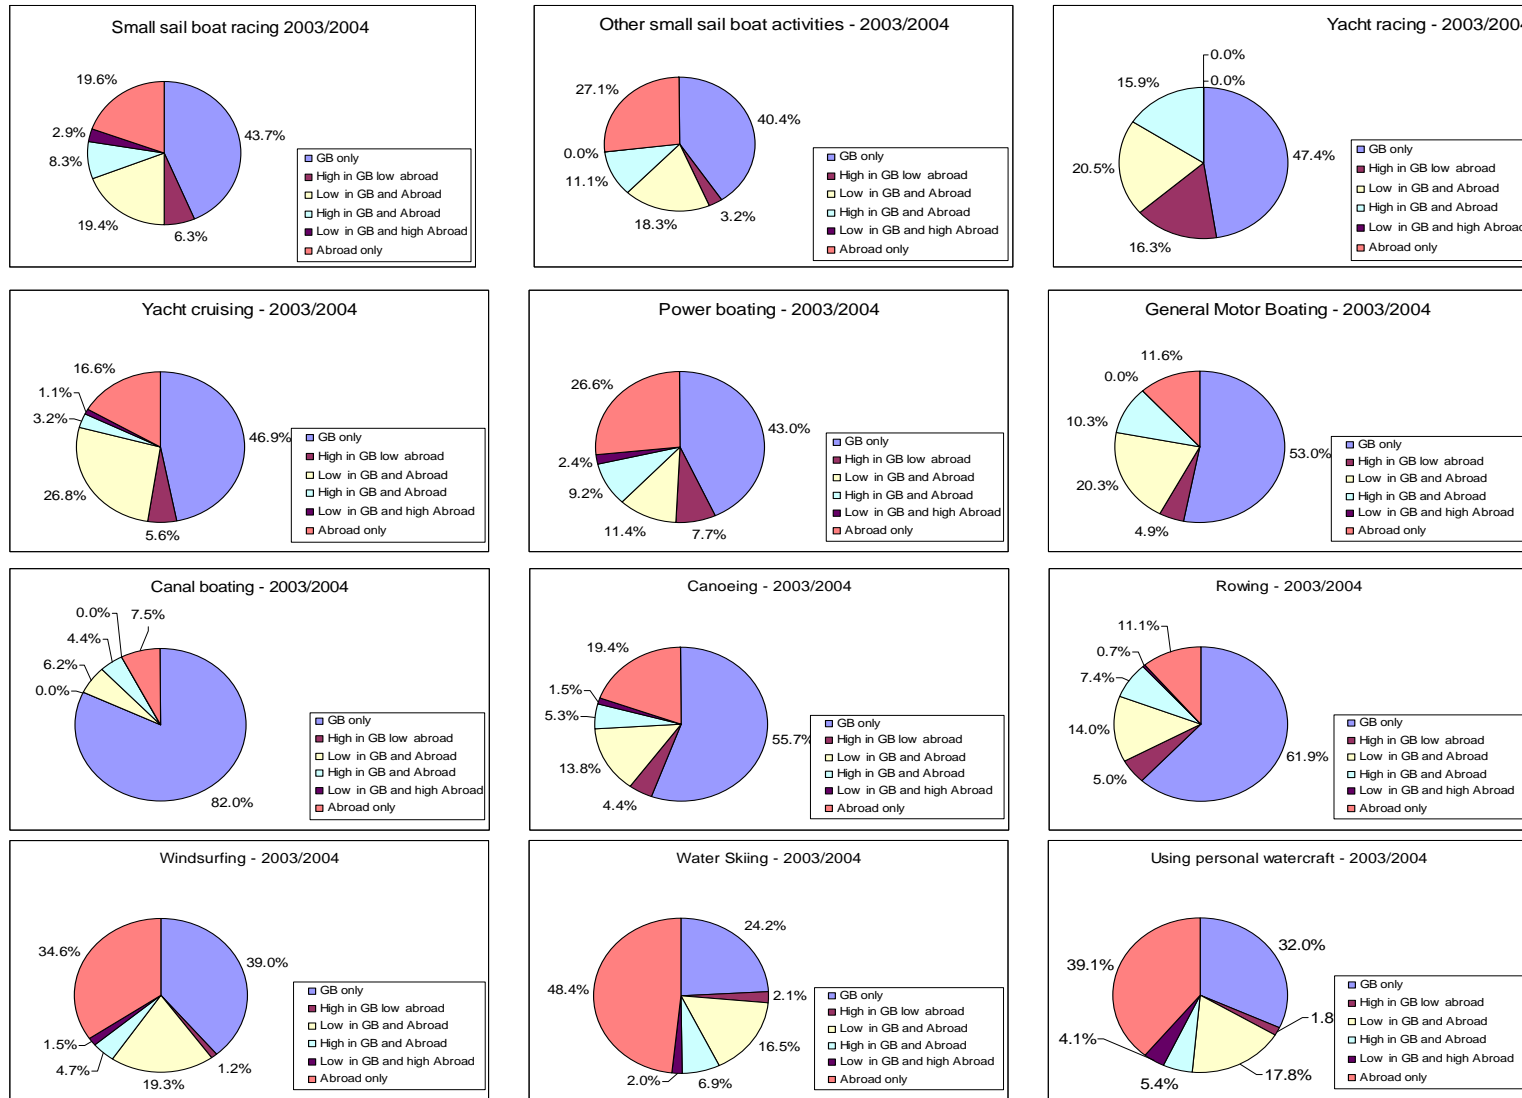 Small sail boat racing 2003/2004
19.6%
2.9%
8.3%
19.4%
6.3%
43.7%
GB only
High in GB low abroad
Low in GB and Abroad
High in GB and Abroad
Low in GB and high Abroad
Abroad only
Other small sail boat activities - 2003/2004
27.1%
0.0%
11.1%
18.3%
3.2%
40.4%
GB only
High in GB low abroad
Low in GB and Abroad
High in GB and Abroad
Low in GB and high Abroad
Abroad only
Yacht racing - 2003/2004
0.0%
0.0%
15.9%
20.5%
16.3%
47.4%
GB only
High in GB low abroad
Low in GB and Abroad
High in GB and Abroad
Low in GB and high Abroad
Abroad only
Yacht cruising - 2003/2004
16.6%
1.1%
3.2%
26.8%
5.6%
46.9%
GB only
High in GB low abroad
Low in GB and Abroad
High in GB and Abroad
Low in GB and high Abroad
Abroad only
Power boating - 2003/2004
26.6%
2.4%
9.2%
11.4%
7.7%
43.0%
GB only
High in GB low abroad
Low in GB and Abroad
High in GB and Abroad
Low in GB and high Abroad
Abroad only
General Motor Boating - 2003/2004
11.6%
0.0%
10.3%
20.3%
4.9%
53.0%
GB only
High in GB low abroad
Low in GB and Abroad
High in GB and Abroad
Low in GB and high Abroad
Abroad only
Canal boating - 2003/2004
0.0%
7.5%
4.4%
6.2%
0.0%
82.0%
GB only
High in GB low abroad
Low in GB and Abroad
High in GB and Abroad
Low in GB and high Abroad
Abroad only
Canoeing - 2003/2004
19.4%
1.5%
5.3%
13.8%
4.4%
55.7%
GB only
High in GB low abroad
Low in GB and Abroad
High in GB and Abroad
Low in GB and high Abroad
Abroad only
Rowing - 2003/2004
11.1%
0.7%
7.4%
14.0%
5.0%
61.9%
GB only
High in GB low abroad
Low in GB and Abroad
High in GB and Abroad
Low in GB and high Abroad
Abroad only
Windsurfing - 2003/2004
34.6%
1.5%
4.7%
19.3%
1.2%
39.0%
GB only
High in GB low abroad
Low in GB and Abroad
High in GB and Abroad
Low in GB and high Abroad
Abroad only
Water Skiing - 2003/2004
24.2%
48.4%
2.1%
16.5%
6.9%
2.0%
GB only
High in GB low abroad
Low in GB and Abroad
High in GB and Abroad
Low in GB and high Abroad
Abroad only
Using personal watercraft - 2003/2004
39.1%
32.0%
1.8
4.1%
5.4%
17.8%
GB only
High in GB low abroad
Low in GB and Abroad
High in GB and Abroad
Low in GB and high Abroad
Abroad only